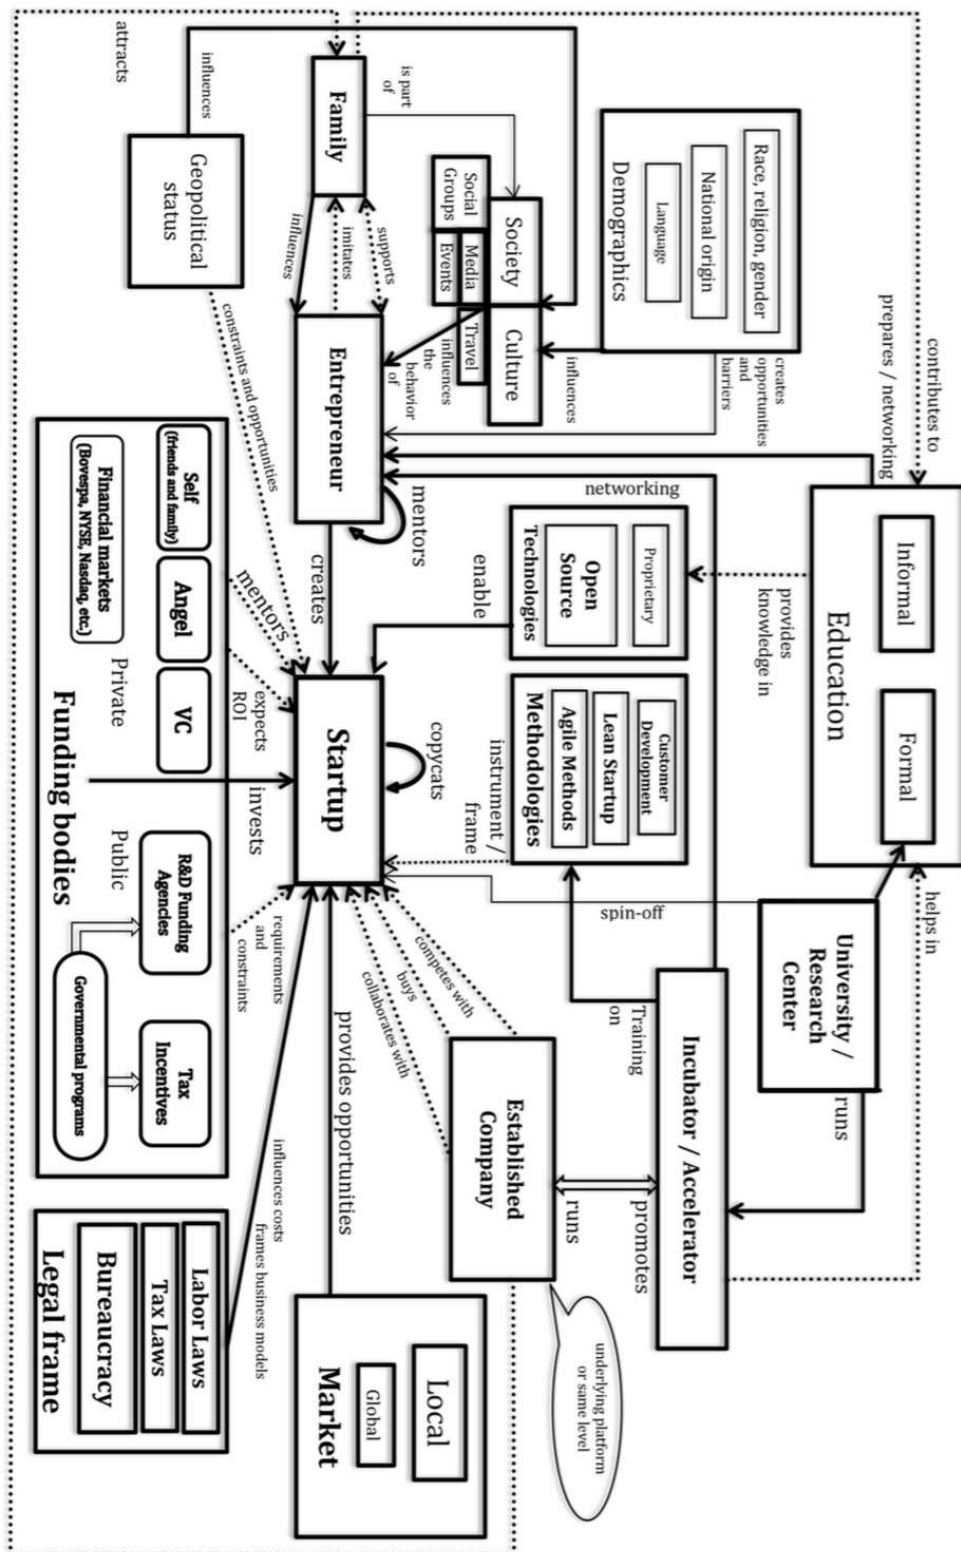 contributes to
prepares / networking
helps in
Informal
Formal
Education
provides
knowledge in
Race, religion, gender
National origin
Language
Demographics
creates
opportunities
and
barriers
influences
University /
Research
Center
runs
spin-off
Incubator / Accelerator
Training
on
promotes
runs
networking
Proprietary
Open
Source
Technologies
enable
Customer
Development
Lean Startup
Agile Methods
Methodologies
instrument /
frame
is part
of
Society
Culture
Social
Groups
Media
Events
Travel
influences
the
behavior
of
Established
Company
underlying platform
or same level
competes with
buys
collaborates with
Family
supports
imitates
influences
Entrepreneur
mentors
creates
Startup
copycats
provides opportunities
Local
Global
Market
attracts
influences
Geopolitical
status
constraints and opportunities
mentors
expects
ROI
invests
requirements
and
constraints
influences costs
frames business models
Self
(friends and family)
Angel
VC
Financial markets
(Bovespa, NYSE, Nasdaq, etc.)
Private
R&D Funding
Agencies
Tax
Incentives
Public
Governmental programs
Funding bodies
Labor Laws
Tax Laws
Bureaucracy
Legal frame